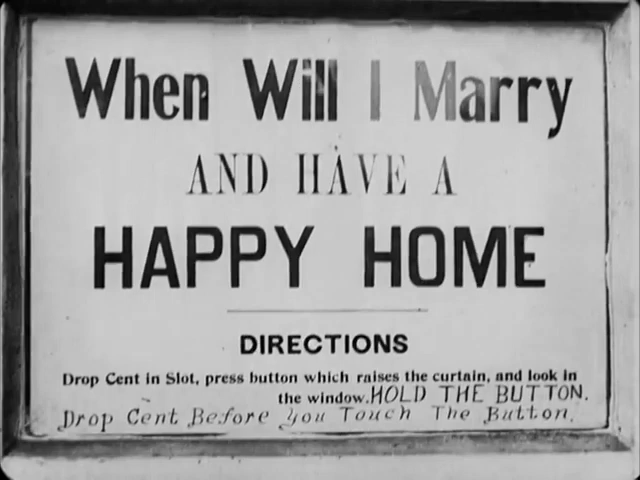 When Will I Marry
AND HAVE A
HAPPY HOME
DIRECTIONS
Drop Cent in Slot, press button which raises the curtain, and look in
the window. HOLD THE BUTTON.
Drop Cent Before you Touch The Button.